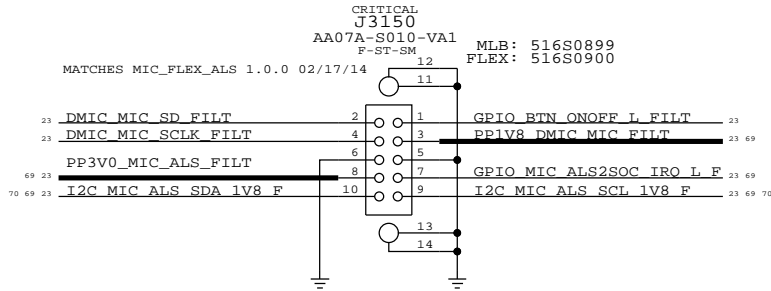 CRITICAL
J3150
AA07A-S010-VA1
F-ST-SM
MLB: 516S0899
FLEX: 516S0900
MATCHES MIC_FLEX_ALS 1.0.0 02/17/14
12
11
23 DMIC_MIC_SD_FILT 2 1 GPIO_BTN_ONOFF_L_FILT 23
23 DMIC_MIC_SCLK_FILT 4 3 PP1V8_DMIC_MIC_FILT 23 69
6 5
69 23 PP3V0_MIC_ALS_FILT 8 7 GPIO_MIC_ALS2SOC_IRQ_L_F 23 69
70 69 23 I2C_MIC_ALS_SDA_1V8_F 10 9 I2C_MIC_ALS_SCL_1V8_F 23 69 70
13
14